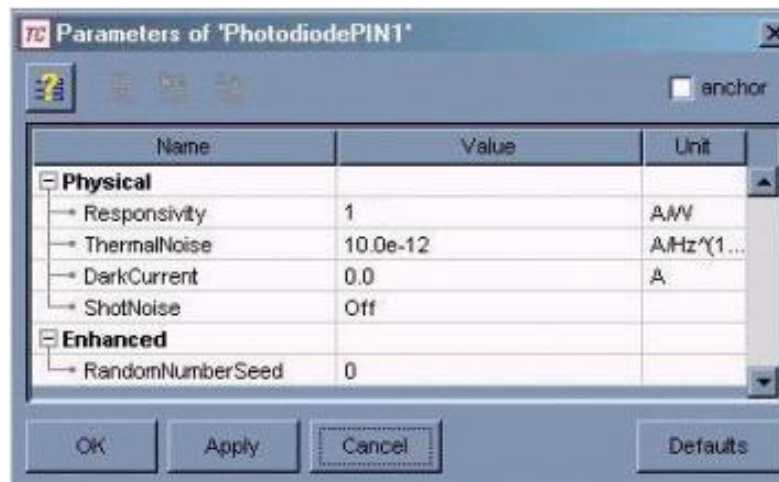 TC Parameters of 'PhotodiodePIN1'
anchor
Name Value Unit
Physical
Responsivity 1 A/W
ThermalNoise 10.0e-12 A/Hz^(1...
DarkCurrent 0.0 A
ShotNoise Off
Enhanced
RandomNumberSeed 0
OK Apply Cancel Defaults